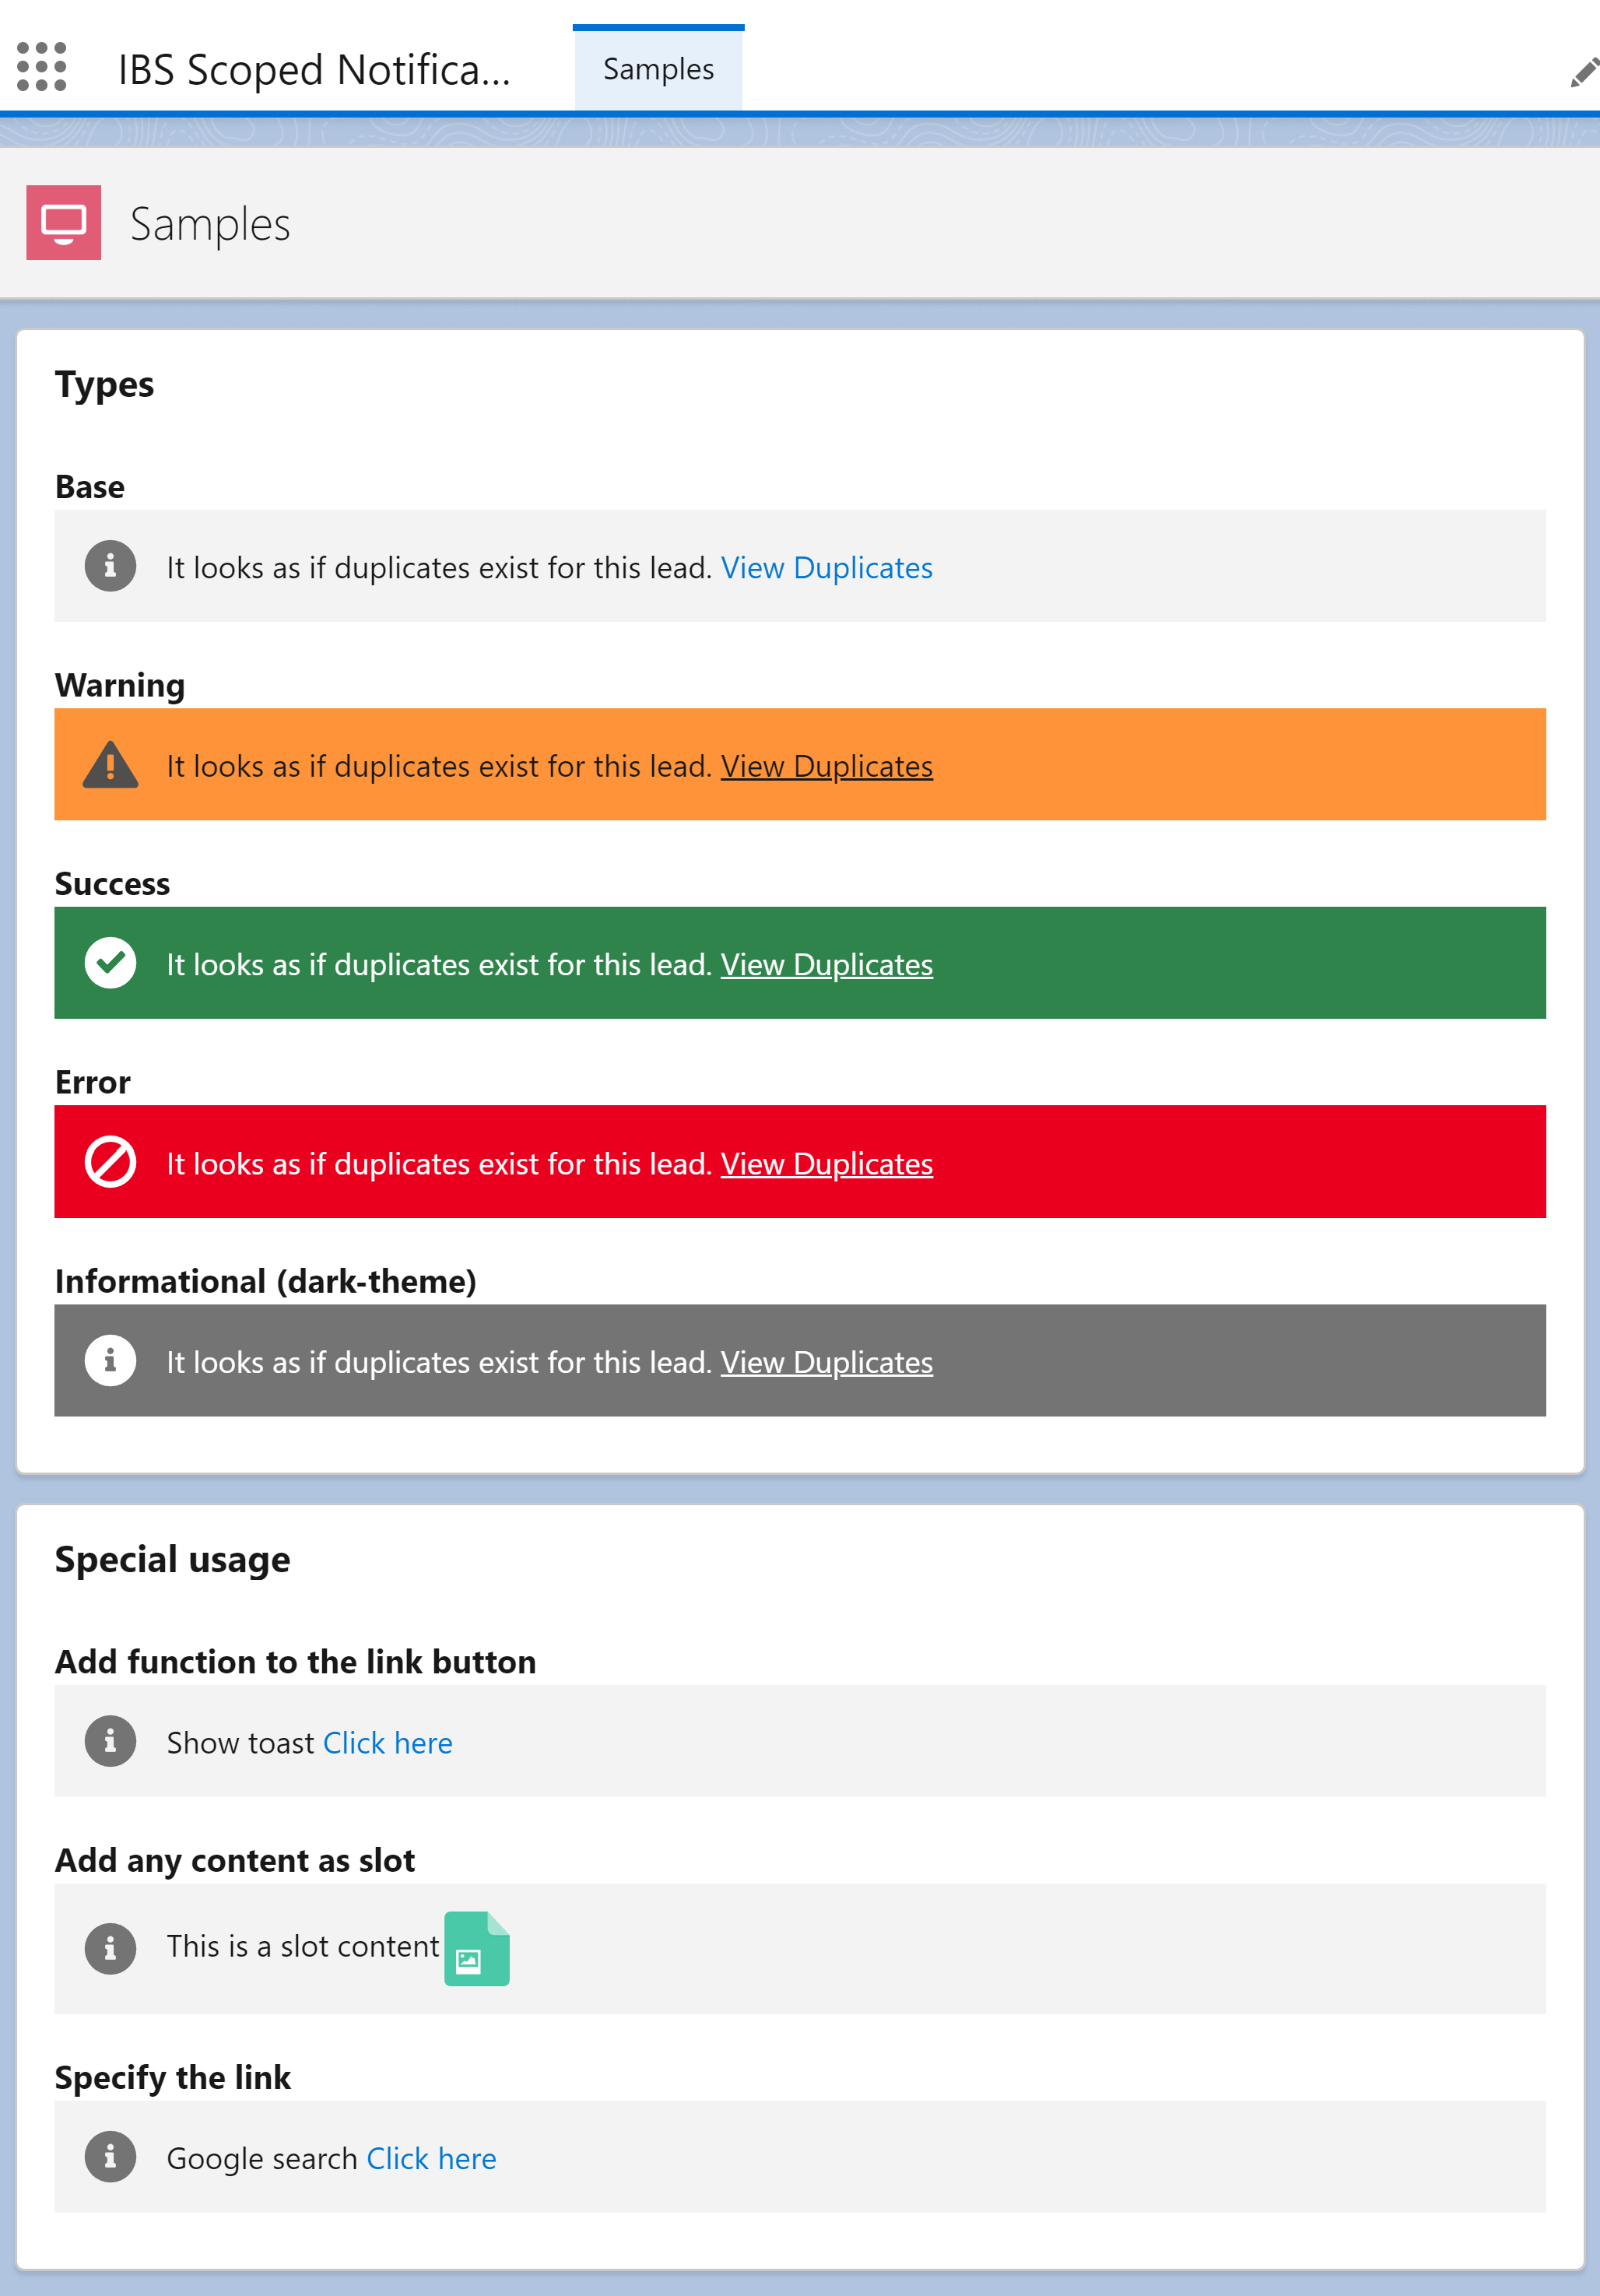 IBS Scoped Notifica...
Samples
Samples
Types
Base
It looks as if duplicates exist for this lead. View Duplicates
Warning
It looks as if duplicates exist for this lead. View Duplicates
Success
It looks as if duplicates exist for this lead. View Duplicates
Error
It looks as if duplicates exist for this lead. View Duplicates
Informational (dark-theme)
It looks as if duplicates exist for this lead. View Duplicates
Special usage
Add function to the link button
Show toast Click here
Add any content as slot
This is a slot content
Specify the link
Google search Click here